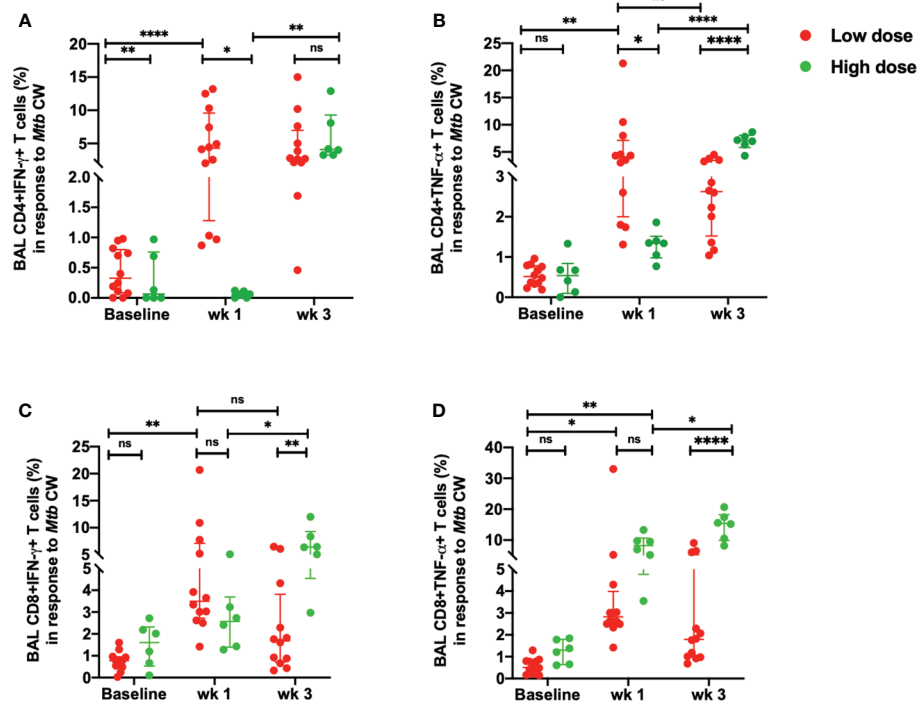 A
BAL CD4+IFN-γ+ T cells (%)
in response to Mtb CW
20
15
10
5
2.0
1.5
1.0
0.5
0.0
****
**
**
*
ns
Baseline
wk 1
wk 3
B
BAL CD4+TNF-α+ T cells (%)
in response to Mtb CW
25
20
15
10
5
3
2
1
0
ns
**
****
ns
*
****
Baseline
wk 1
wk 3
Low dose
High dose
C
BAL CD8+IFN-γ+ T cells (%)
in response to Mtb CW
25
20
15
10
5
4
3
2
1
0
ns
**
*
ns
ns
**
Baseline
wk 1
wk 3
D
BAL CD8+TNF-α+ T cells (%)
in response to Mtb CW
40
30
20
10
5
4
3
2
1
0
**
*
*
ns
ns
****
Baseline
wk 1
wk 3